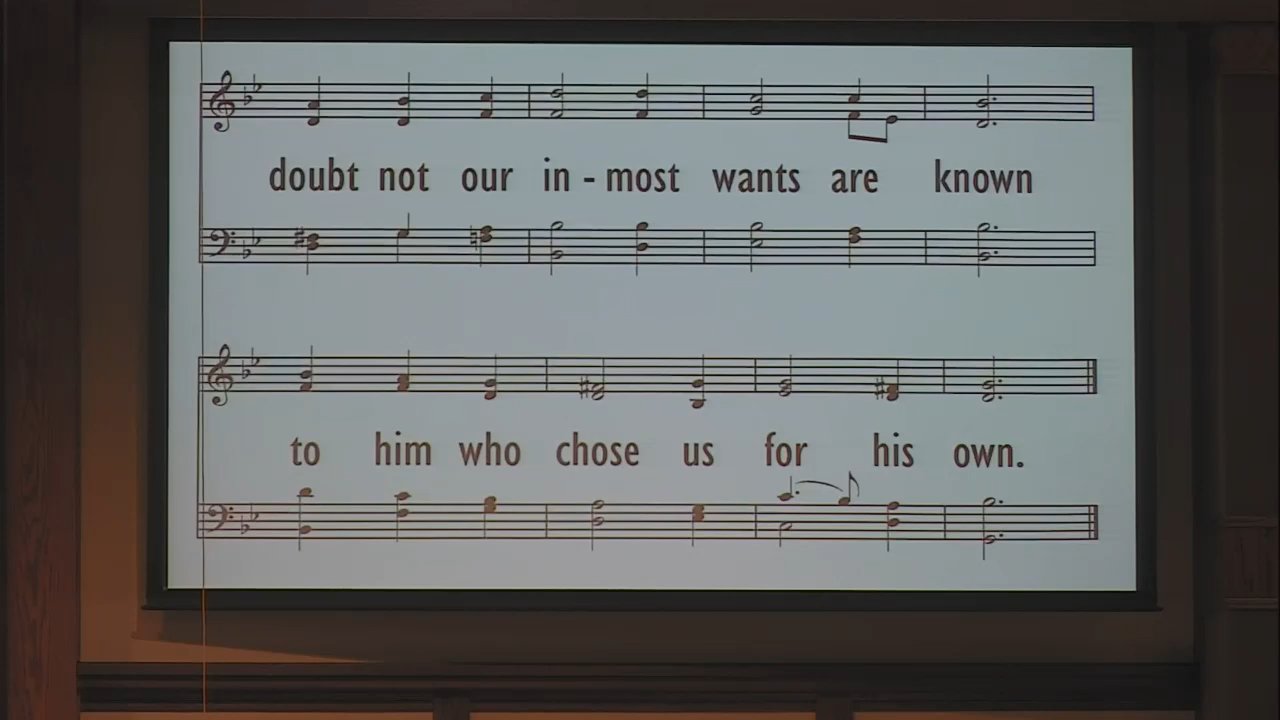 doubt not our in - most wants are known
to him who chose us for his own.